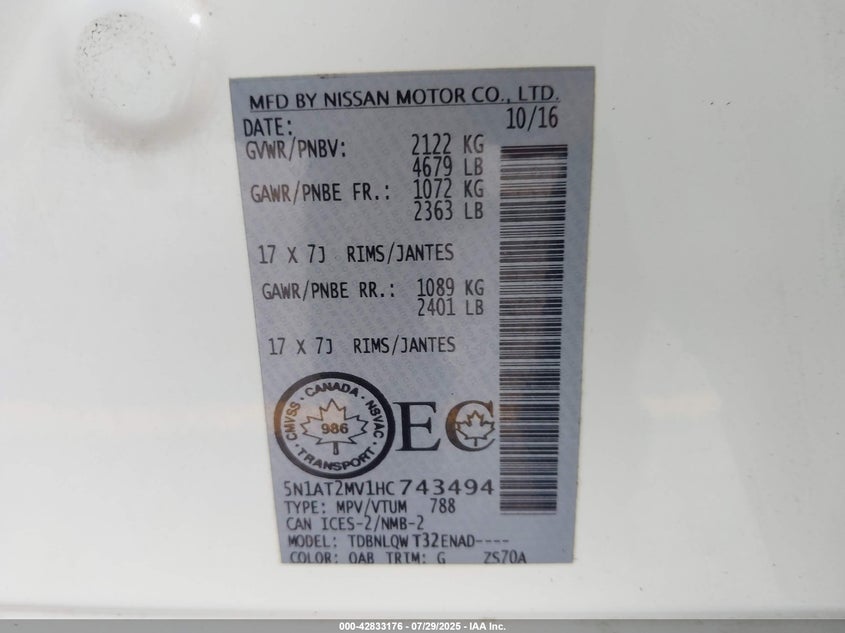 MFD BY NISSAN MOTOR CO., LTD.
DATE: 10/16
GVWR/PNBV: 2122 KG
4679 LB
GAWR/PNBE FR.: 1072 KG
2363 LB
17 X 7J RIMS/JANTES
GAWR/PNBE RR.: 1089 KG
2401 LB
17 X 7J RIMS/JANTES
CANADA · NSVAC · TRANSPORT · CMVSS ·
986
EC
5N1AT2MV1HC743494
TYPE: MPV/VTUM 788
CAN ICES-2/NMB-2
MODEL: TDBNLQW T32ENAD----
COLOR: QAB TRIM: G ZS70A
000-42833176 - 07/29/2025 - IAA Inc.